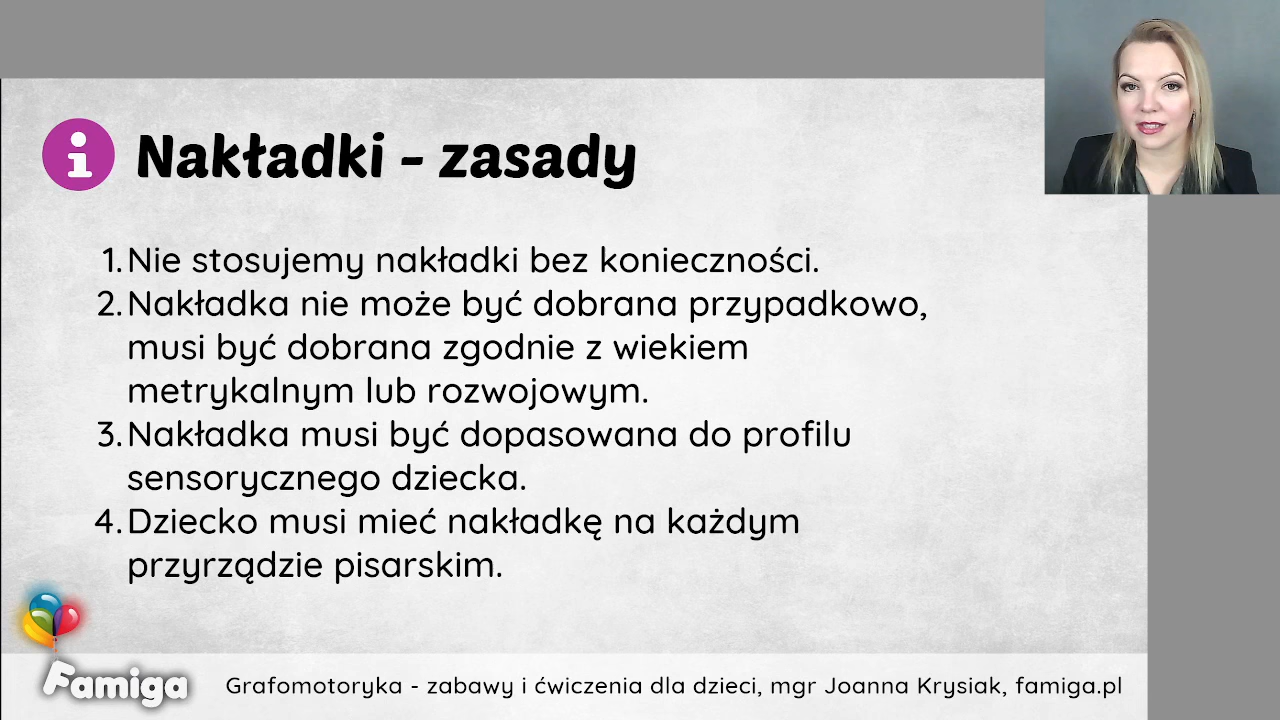 Nakładki - zasady
1. Nie stosujemy nakładki bez konieczności.
2. Nakładka nie może być dobrana przypadkowo,
musi być dobrana zgodnie z wiekiem
metrykalnym lub rozwojowym.
3. Nakładka musi być dopasowana do profilu
sensorycznego dziecka.
4. Dziecko musi mieć nakładkę na każdym
przyrządzie pisarskim.
Famiga
Grafomotoryka - zabawy i ćwiczenia dla dzieci, mgr Joanna Krysiak, famiga.pl